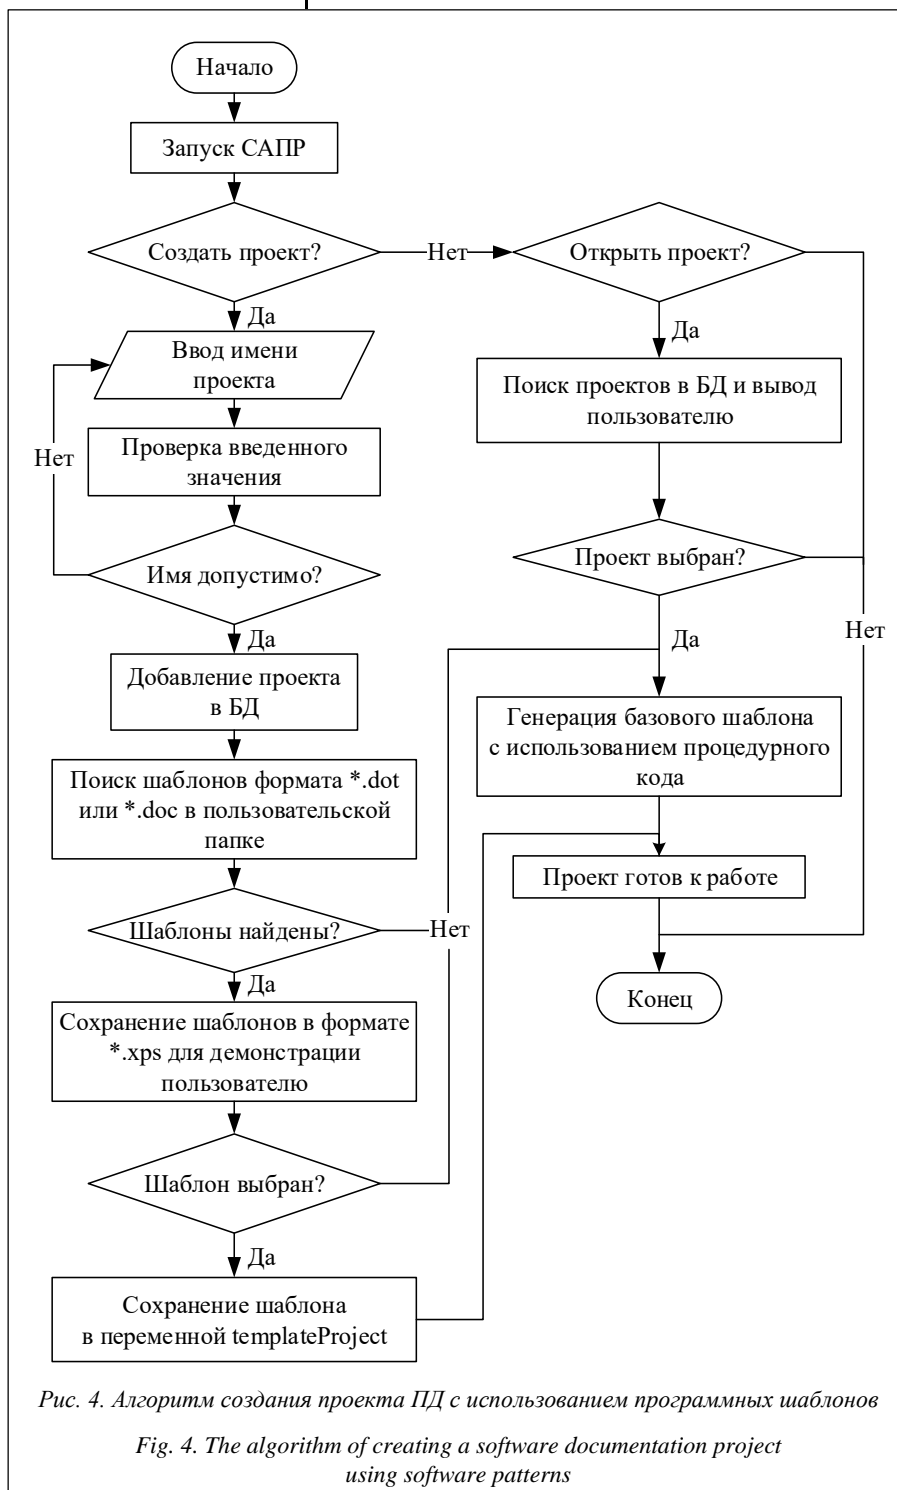 Начало
Запуск САПР
Создать проект?
Нет
Открыть проект?
Да
Да
Ввод имени
проекта
Поиск проектов в БД и вывод
пользователю
Проверка введенного
значения
Нет
Проект выбран?
Имя допустимо?
Нет
Да
Да
Добавление проекта
в БД
Генерация базового шаблона
с использованием процедурного
кода
Поиск шаблонов формата *.dot
или *.doc в пользовательской
папке
Проект готов к работе
Шаблоны найдены?
Нет
Да
Конец
Сохранение шаблонов в формате
*.xps для демонстрации
пользователю
Шаблон выбран?
Да
Сохранение шаблона
в переменной templateProject
Рис. 4. Алгоритм создания проекта ПД с использованием программных шаблонов
Fig. 4. The algorithm of creating a software documentation project
using software patterns